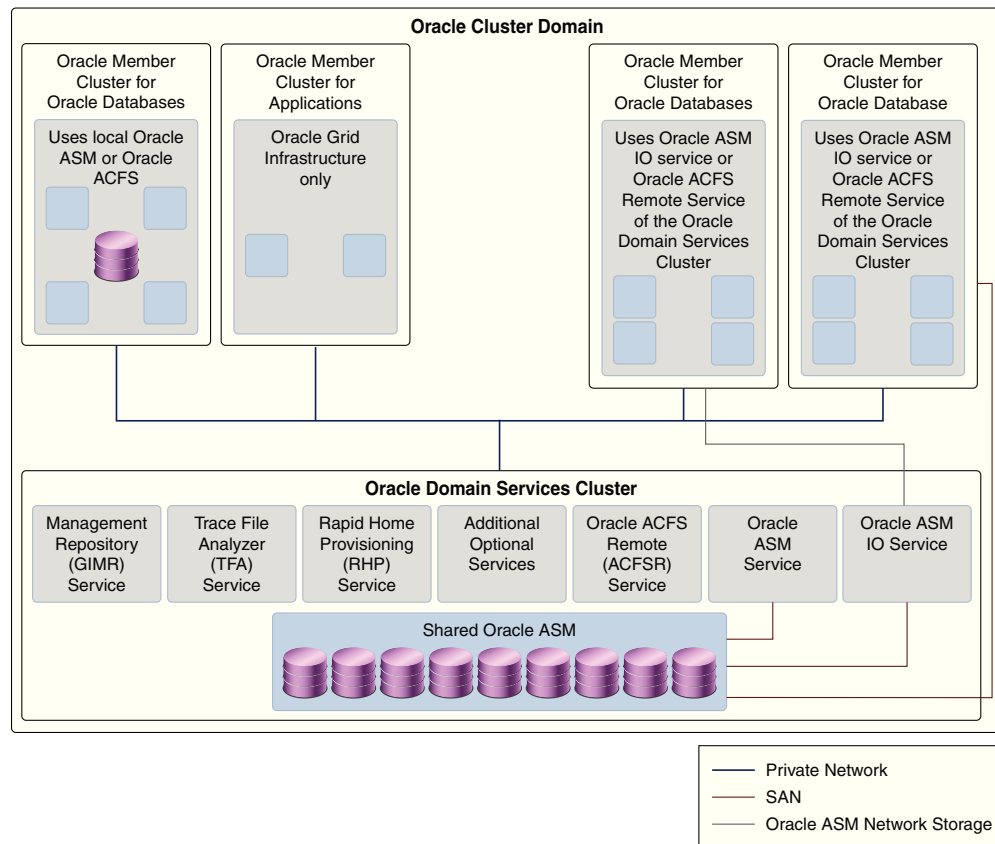 Oracle Cluster Domain
Oracle Member
Cluster for
Oracle Databases
Uses local Oracle
ASM or Oracle
ACFS
Oracle Member
Cluster for
Applications
Oracle Grid
Infrastructure
only
Oracle Member
Cluster for
Oracle Databases
Uses Oracle ASM
IO service or
Oracle ACFS
Remote Service
of the Oracle
Domain Services
Cluster
Oracle Member
Cluster for
Oracle Database
Uses Oracle ASM
IO service or
Oracle ACFS
Remote Service
of the Oracle
Domain Services
Cluster
Oracle Domain Services Cluster
Management
Repository
(GIMR)
Service
Trace File
Analyzer
(TFA)
Service
Rapid Home
Provisioning
(RHP)
Service
Additional
Optional
Services
Oracle ACFS
Remote
(ACFSR)
Service
Oracle
ASM
Service
Oracle ASM
IO Service
Shared Oracle ASM
Private Network
SAN
Oracle ASM Network Storage